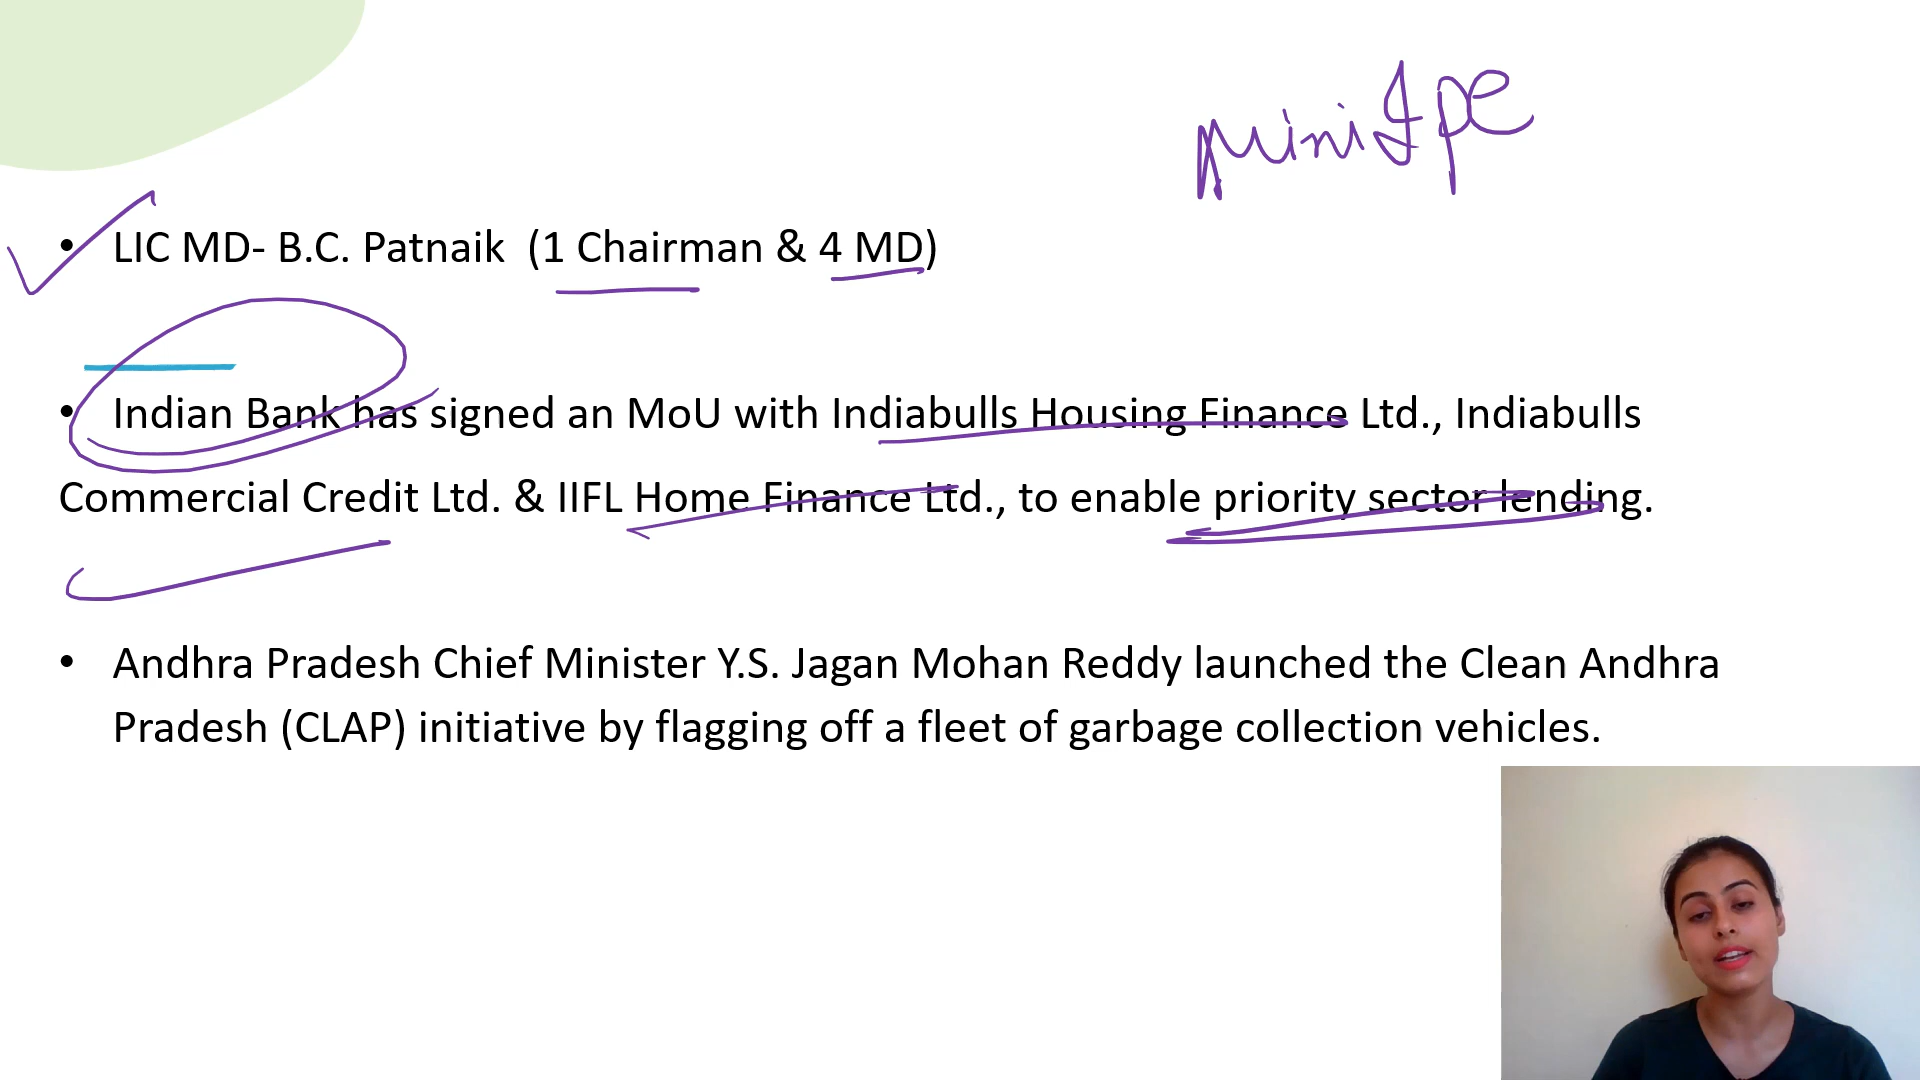 mini Ipe
• LIC MD- B.C. Patnaik (1 Chairman & 4 MD)
• Indian Bank has signed an MoU with Indiabulls Housing Finance Ltd., Indiabulls
Commercial Credit Ltd. & IIFL Home Finance Ltd., to enable priority sector lending.
• Andhra Pradesh Chief Minister Y.S. Jagan Mohan Reddy launched the Clean Andhra
Pradesh (CLAP) initiative by flagging off a fleet of garbage collection vehicles.